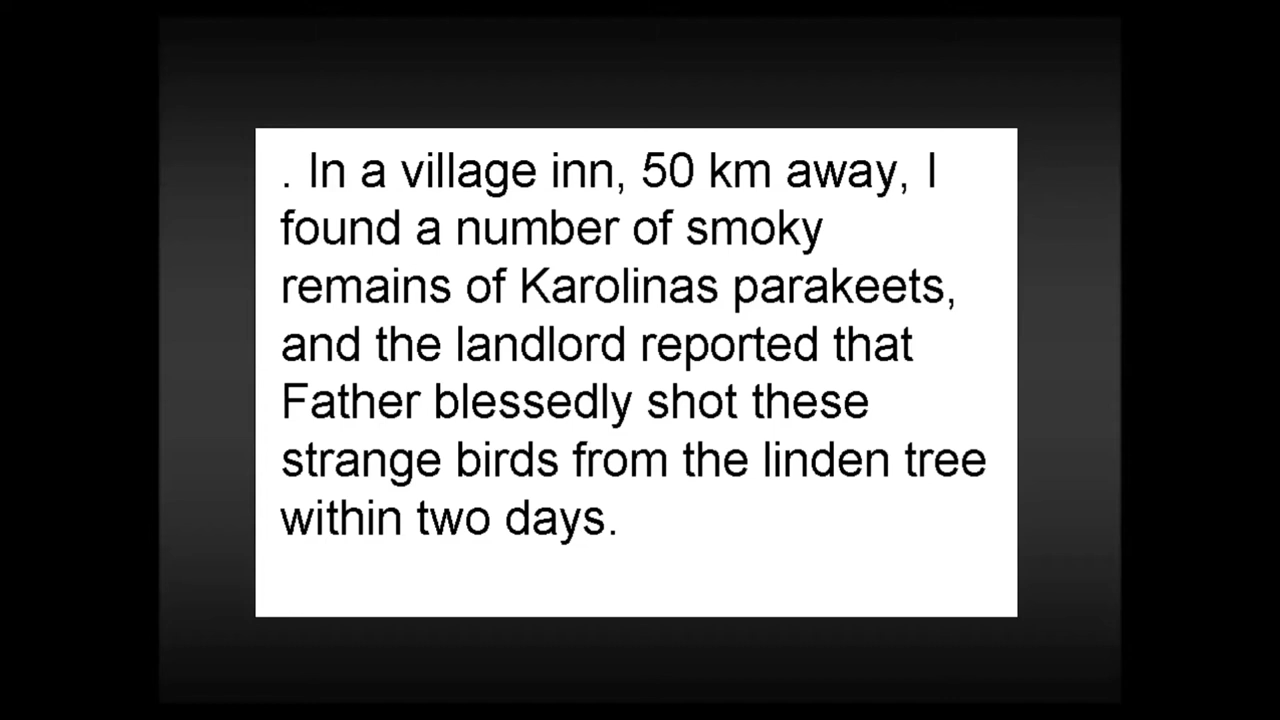 . In a village inn, 50 km away, I
found a number of smoky
remains of Karolinas parakeets,
and the landlord reported that
Father blessedly shot these
strange birds from the linden tree
within two days.